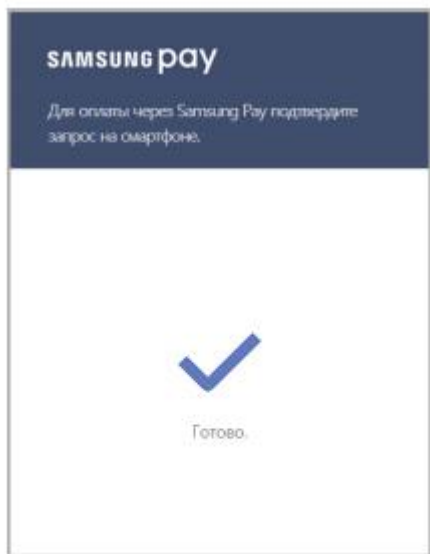 SAMSUNG pay
Для оплаты через Samsung Pay подтвердите
запрос на смартфоне.
Готово.